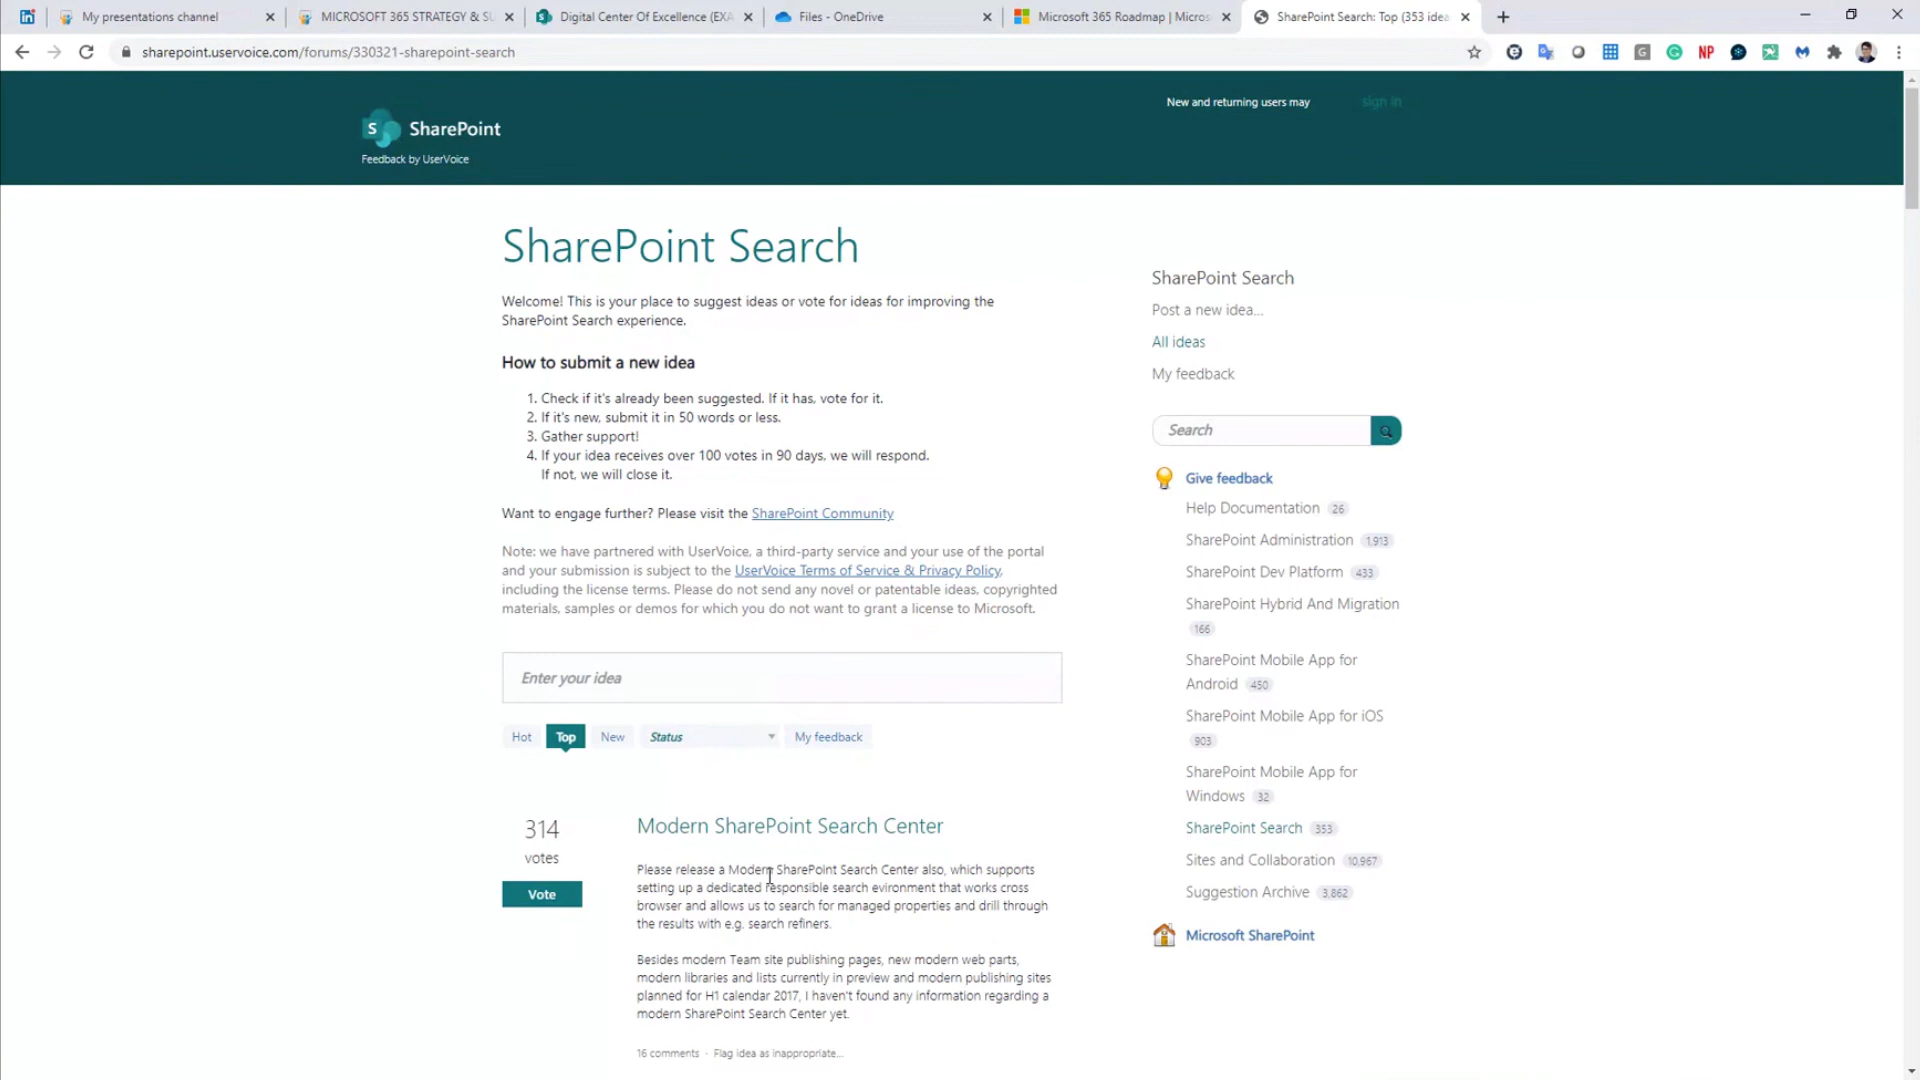 My presentations channel
MICROSOFT 365 STRATEGY & SU
Digital Center Of Excellence (EXA
Files - OneDrive
Microsoft 365 Roadmap | Micros
SharePoint Search: Top (353 idea
sharepoint.uservoice.com/forums/330321-sharepoint-search
NP
New and returning users may
sign in
S
SharePoint
Feedback by UserVoice
SharePoint Search
Welcome! This is your place to suggest ideas or vote for ideas for improving the
SharePoint Search experience.
How to submit a new idea
1. Check if it's already been suggested. If it has, vote for it.
2. If it's new, submit it in 50 words or less.
3. Gather support!
4. If your idea receives over 100 votes in 90 days, we will respond.
If not, we will close it.
Want to engage further? Please visit the SharePoint Community
Note: we have partnered with UserVoice, a third-party service and your use of the portal
and your submission is subject to the UserVoice Terms of Service & Privacy Policy,
including the license terms. Please do not send any novel or patentable ideas, copyrighted
materials, samples or demos for which you do not want to grant a license to Microsoft.
Enter your idea
Hot
Top
New
Status
My feedback
314
votes
Vote
Modern SharePoint Search Center
Please release a Modern SharePoint Search Center also, which supports
setting up a dedicated responsible search evironment that works cross
browser and allows us to search for managed properties and drill through
the results with e.g. search refiners.
Besides modern Team site publishing pages, new modern web parts,
modern libraries and lists currently in preview and modern publishing sites
planned for H1 calendar 2017, I haven't found any information regarding a
modern SharePoint Search Center yet.
16 comments · Flag idea as inappropriate...
SharePoint Search
Post a new idea...
All ideas
My feedback
Search
Give feedback
Help Documentation 26
SharePoint Administration 1,913
SharePoint Dev Platform 433
SharePoint Hybrid And Migration
166
SharePoint Mobile App for
Android 450
SharePoint Mobile App for iOS
903
SharePoint Mobile App for
Windows 32
SharePoint Search 353
Sites and Collaboration 10,967
Suggestion Archive 3,862
Microsoft SharePoint